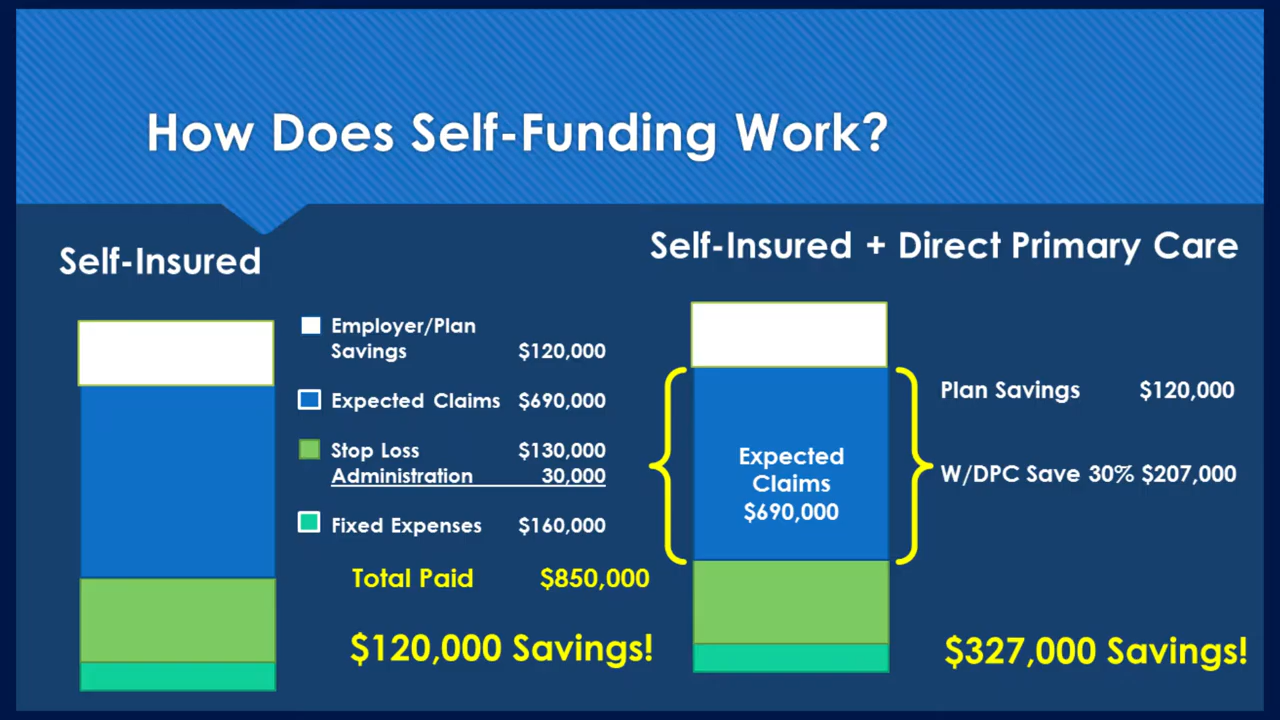 How Does Self-Funding Work?
Self-Insured
Employer/Plan
Savings $120,000
Expected Claims $690,000
Stop Loss $130,000
Administration 30,000
Fixed Expenses $160,000
Total Paid $850,000
$120,000 Savings!
Self-Insured + Direct Primary Care
Expected
Claims
$690,000
Plan Savings $120,000
W/DPC Save 30% $207,000
$327,000 Savings!